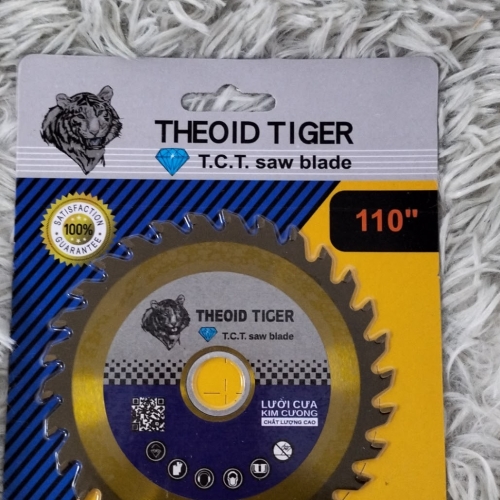 THEOID TIGER
T.C.T. saw blade
SATISFACTION
100%
GUARANTEE
110"
THEOID TIGER
T.C.T. saw blade
LƯỠI CƯA
KIM CƯƠNG
CHẤT LƯỢNG CAO